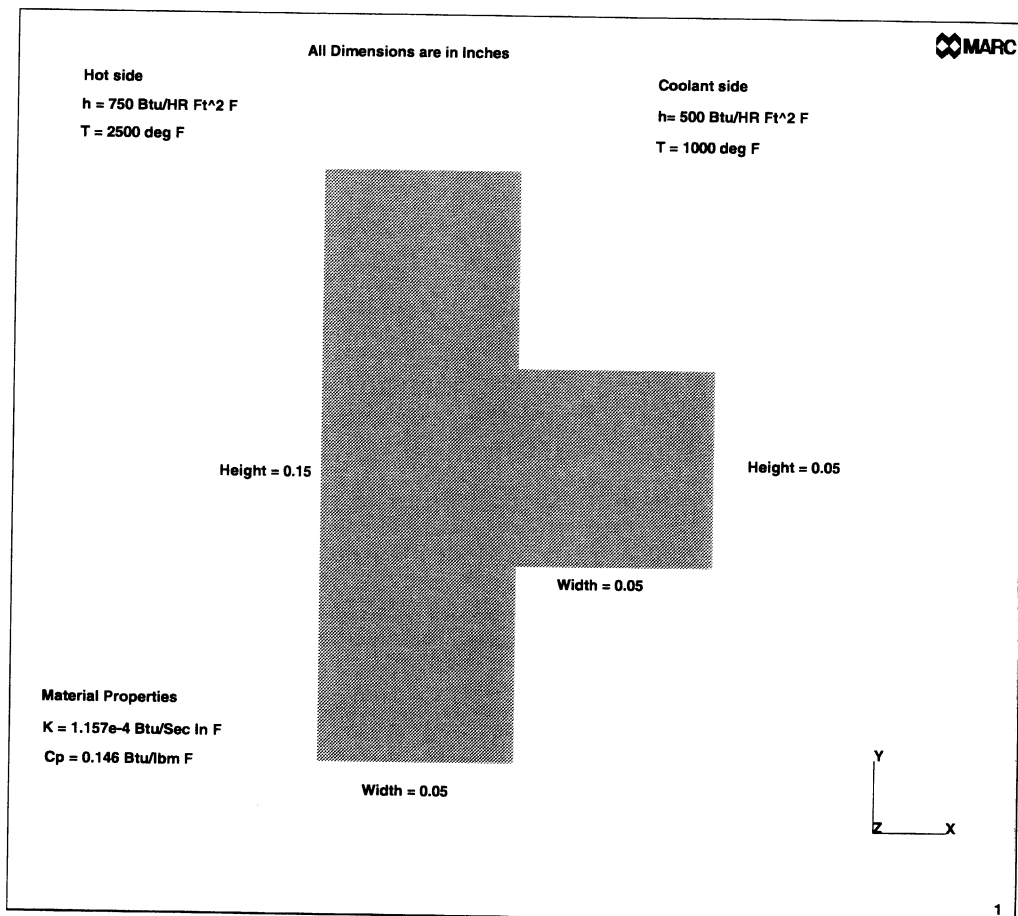 All Dimensions are in Inches
MARC
Hot side
h = 750 Btu/HR Ft^2 F
T = 2500 deg F
Coolant side
h= 500 Btu/HR Ft^2 F
T = 1000 deg F
Height = 0.15
Height = 0.05
Width = 0.05
Material Properties
K = 1.157e-4 Btu/Sec In F
Cp = 0.146 Btu/lbm F
Width = 0.05
Y
Z
X
1